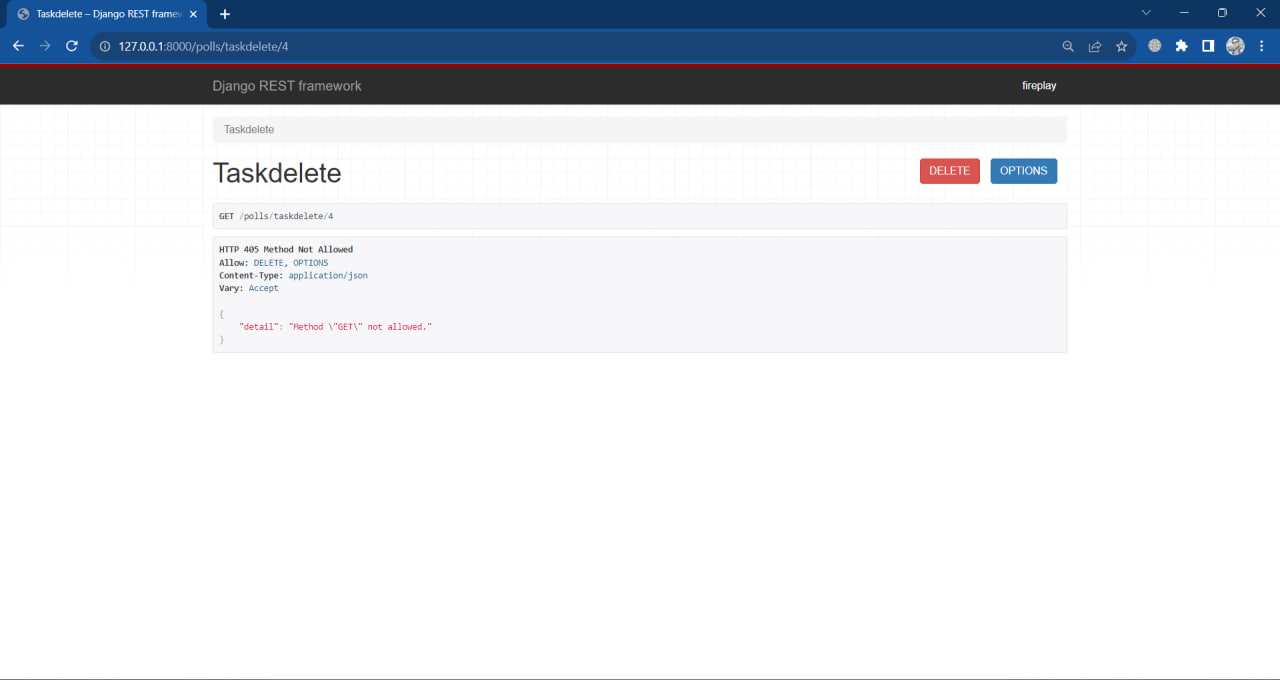 Taskdelete – Django REST framew
127.0.0.1:8000/polls/taskdelete/4
Django REST framework
fireplay
Taskdelete
Taskdelete
DELETE
OPTIONS
GET /polls/taskdelete/4
HTTP 405 Method Not Allowed
Allow: DELETE, OPTIONS
Content-Type: application/json
Vary: Accept
{
"detail": "Method \"GET\" not allowed."
}